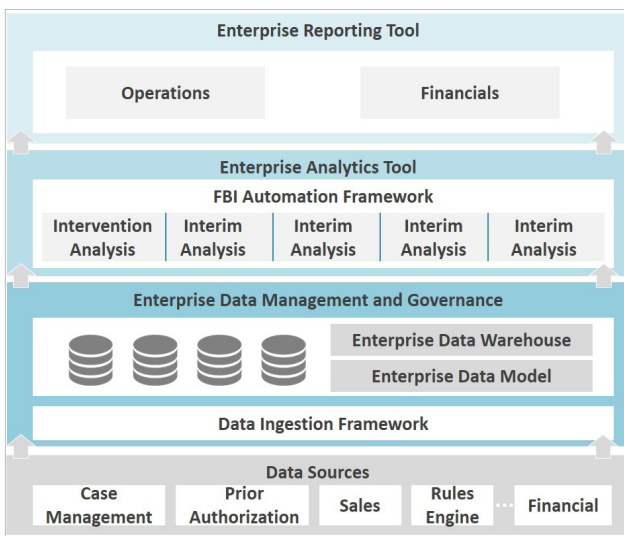 Enterprise Reporting Tool
Operations
Financials
Enterprise Analytics Tool
FBI Automation Framework
Intervention
Analysis
Interim
Analysis
Interim
Analysis
Interim
Analysis
Interim
Analysis
Enterprise Data Management and Governance
Enterprise Data Warehouse
Enterprise Data Model
Data Ingestion Framework
Data Sources
Case
Management
Prior
Authorization
Sales
Rules
Engine
Financial